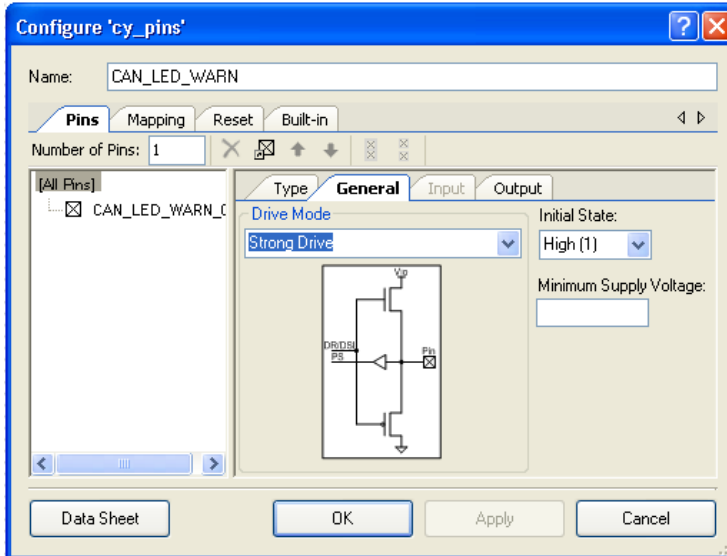 Configure 'cy_pins'
Name: CAN_LED_WARN
Pins Mapping Reset Built-in
Number of Pins: 1
[All Pins]
CAN_LED_WARN_0
Type General Input Output
Drive Mode
Strong Drive
Initial State:
High (1)
Minimum Supply Voltage:
Vio
DR/DSI
PS
Pin
Data Sheet OK Apply Cancel